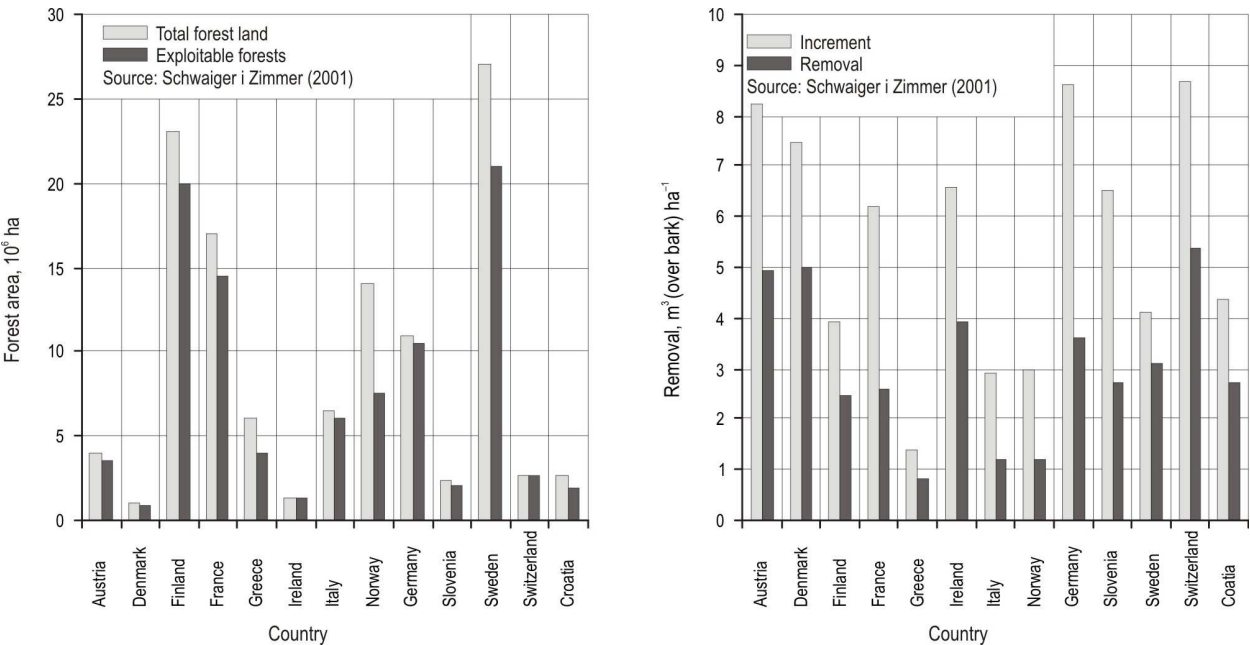 30
25
20
15
10
5
0
Forest area, 10⁶ ha
Total forest land
Exploitable forests
Source: Schwaiger i Zimmer (2001)
Austria
Denmark
Finland
France
Greece
Ireland
Italy
Norway
Germany
Slovenia
Sweden
Switzerland
Croatia
Country
10
9
8
7
6
5
4
3
2
1
0
Removal, m³ (over bark) ha⁻¹
Increment
Removal
Source: Schwaiger i Zimmer (2001)
Austria
Denmark
Finland
France
Greece
Ireland
Italy
Norway
Germany
Slovenia
Sweden
Switzerland
Coatia
Country